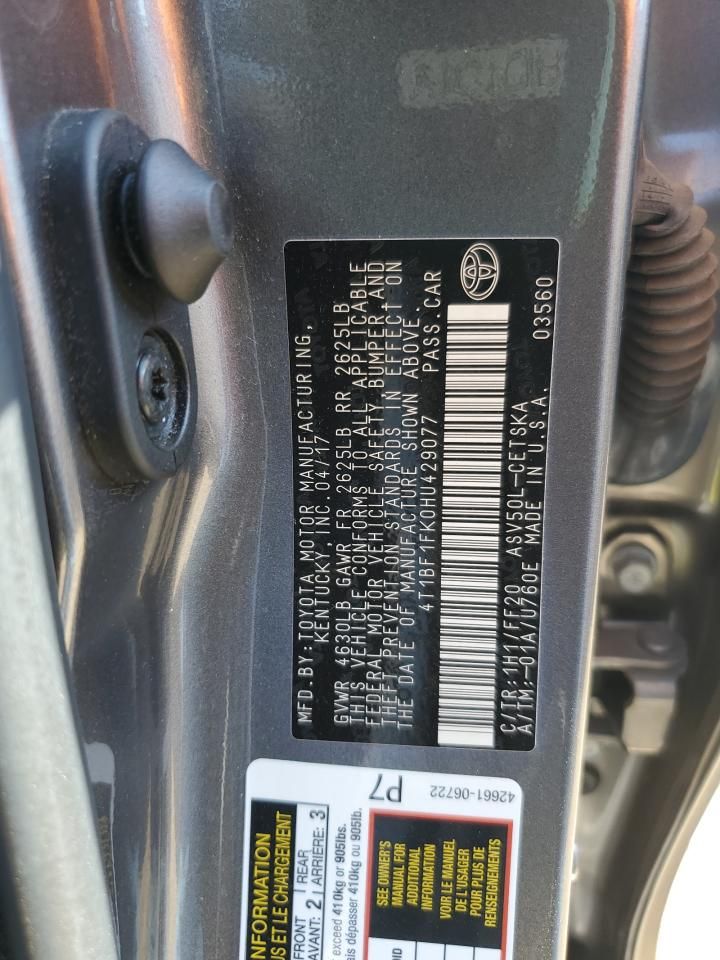 MFD.BY:TOYOTA MOTOR MANUFACTURING,
KENTUCKY, INC. 04/17
GVWR 4630LB GAWR FR 2625LB RR 2625LB
THIS VEHICLE CONFORMS TO ALL APPLICABLE
FEDERAL MOTOR VEHICLE SAFETY, BUMPER AND
THEFT PREVENTION STANDARDS IN EFFECT ON
THE DATE OF MANUFACTURE SHOWN ABOVE.
4T1BF1FK0HU429077 PASS.CAR
C/TR:1H1/FF20 ASV50L-CETSKA 03560
A/TM:-01A/U760E MADE IN U.S.A.
INFORMATION
US ET LE CHARGEMENT
FRONT
AVANT: 2
REAR
ARRIÈRE: 3
exceed 410kg or 905lbs.
dépasser 410kg ou 905lb.
P7
42661-06722
SEE OWNER'S
MANUAL FOR
ADDITIONAL
INFORMATION
VOIR LE MANUEL
DE L'USAGER
POUR PLUS DE
RENSEIGNEMENTS